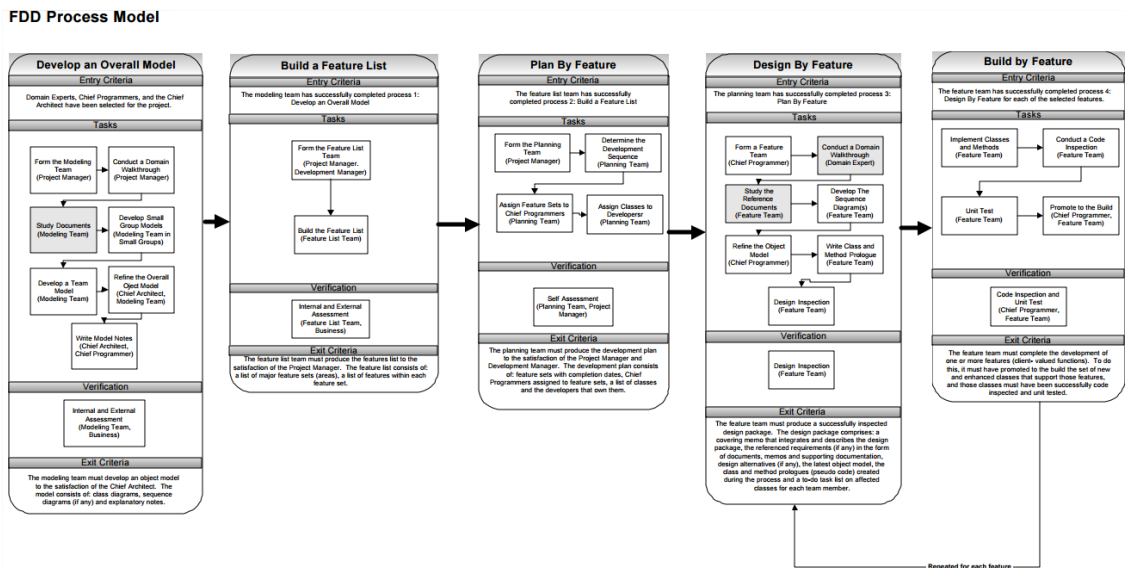 FDD Process Model
Develop an Overall Model
Entry Criteria
Domain Experts, Chief Programmers, and the Chief
Architect have been selected for the project.
Tasks
Form the Modeling
Team
(Project Manager)
Conduct a Domain
Walkthrough
(Project Manager)
Study Documents
(Modeling Team)
Develop Small
Group Models
(Modeling Team in
Small Groups)
Develop a Team
Model
(Modeling Team)
Refine the Overall
Oject Model
(Chief Architect,
Modeling Team)
Write Model Notes
(Chief Architect,
Chief Programmer)
Verification
Internal and External
Assessment
(Modeling Team,
Business)
Exit Criteria
The modeling team must develop an object model
to the satisfaction of the Chief Architect. The
model consists of: class diagrams, sequence
diagrams (if any) and explanatory notes.
Build a Feature List
Entry Criteria
The modeling team has successfully completed process 1:
Develop an Overall Model
Tasks
Form the Feature List
Team
(Project Manager.
Development Manager)
Build the Feature List
(Feature List Team)
Verification
Internal and External
Assessment
(Feature List Team,
Business)
Exit Criteria
The feature list team must produce the features list to the
satisfaction of the Project Manager. The feature list consists of:
a list of major feature sets (areas), a list of features within each
feature set.
Plan By Feature
Entry Criteria
The feature list team has successfully
completed process 2: Build a Feature List
Tasks
Form the Planning
Team
(Project Manager)
Determine the
Development
Sequence
(Planning Team)
Assign Feature Sets to
Chief Programmers
(Planning Team)
Assign Classes to
Developersr
(Planning Team)
Verification
Self Assessment
(Planning Team, Project
Manager)
Exit Criteria
The planning team must produce the development plan
to the satisfaction of the Project Manager and
Development Manager. The development plan consists
of: feature sets with completion dates, Chief
Programmers assigned to feature sets, a list of classes
and the developers that own them.
Design By Feature
Entry Criteria
The planning team has successfully completed process 3:
Plan By Feature
Tasks
Form a Feature
Team
(Chief Programmer)
Conduct a Domain
Walkthrough
(Domain Expert)
Study the
Reference
Documents
(Feature Team)
Develop The
Sequence
Diagram(s)
(Feature Team)
Refine the Object
Model
(Chief Programmer)
Write Class and
Method Prologue
(Feature Team)
Design Inspection
(Feature Team)
Verification
Design Inspection
(Feature Team)
Exit Criteria
The feature team must produce a successfully inspected
design package. The design package comprises: a
covering memo that integrates and describes the design
package, the referenced requirements (if any) in the
form of documents, memos and supporting documentation,
design alternatives (if any), the latest object model, the
class and method prologues (pseudo code) created
during the process and a to-do task list on affected
classes for each team member.
Build by Feature
Entry Criteria
The feature team has successfully completed process 4:
Design By Feature for each of the selected features.
Tasks
Implement Classes
and Methods
(Feature Team)
Conduct a Code
Inspection
(Feature Team)
Unit Test
(Feature Team)
Promote to the Build
(Chief Programmer,
Feature Team)
Verification
Code Inspection and
Unit Test
(Chief Programmer,
Feature Team)
Exit Criteria
The feature team must complete the development of
one or more features (client- valued functions). To do
this, it must have promoted to the build the set of new
and enhanced classes that support those features,
and those classes must have been successfully code
inspected and unit tested.
Repeated for each feature